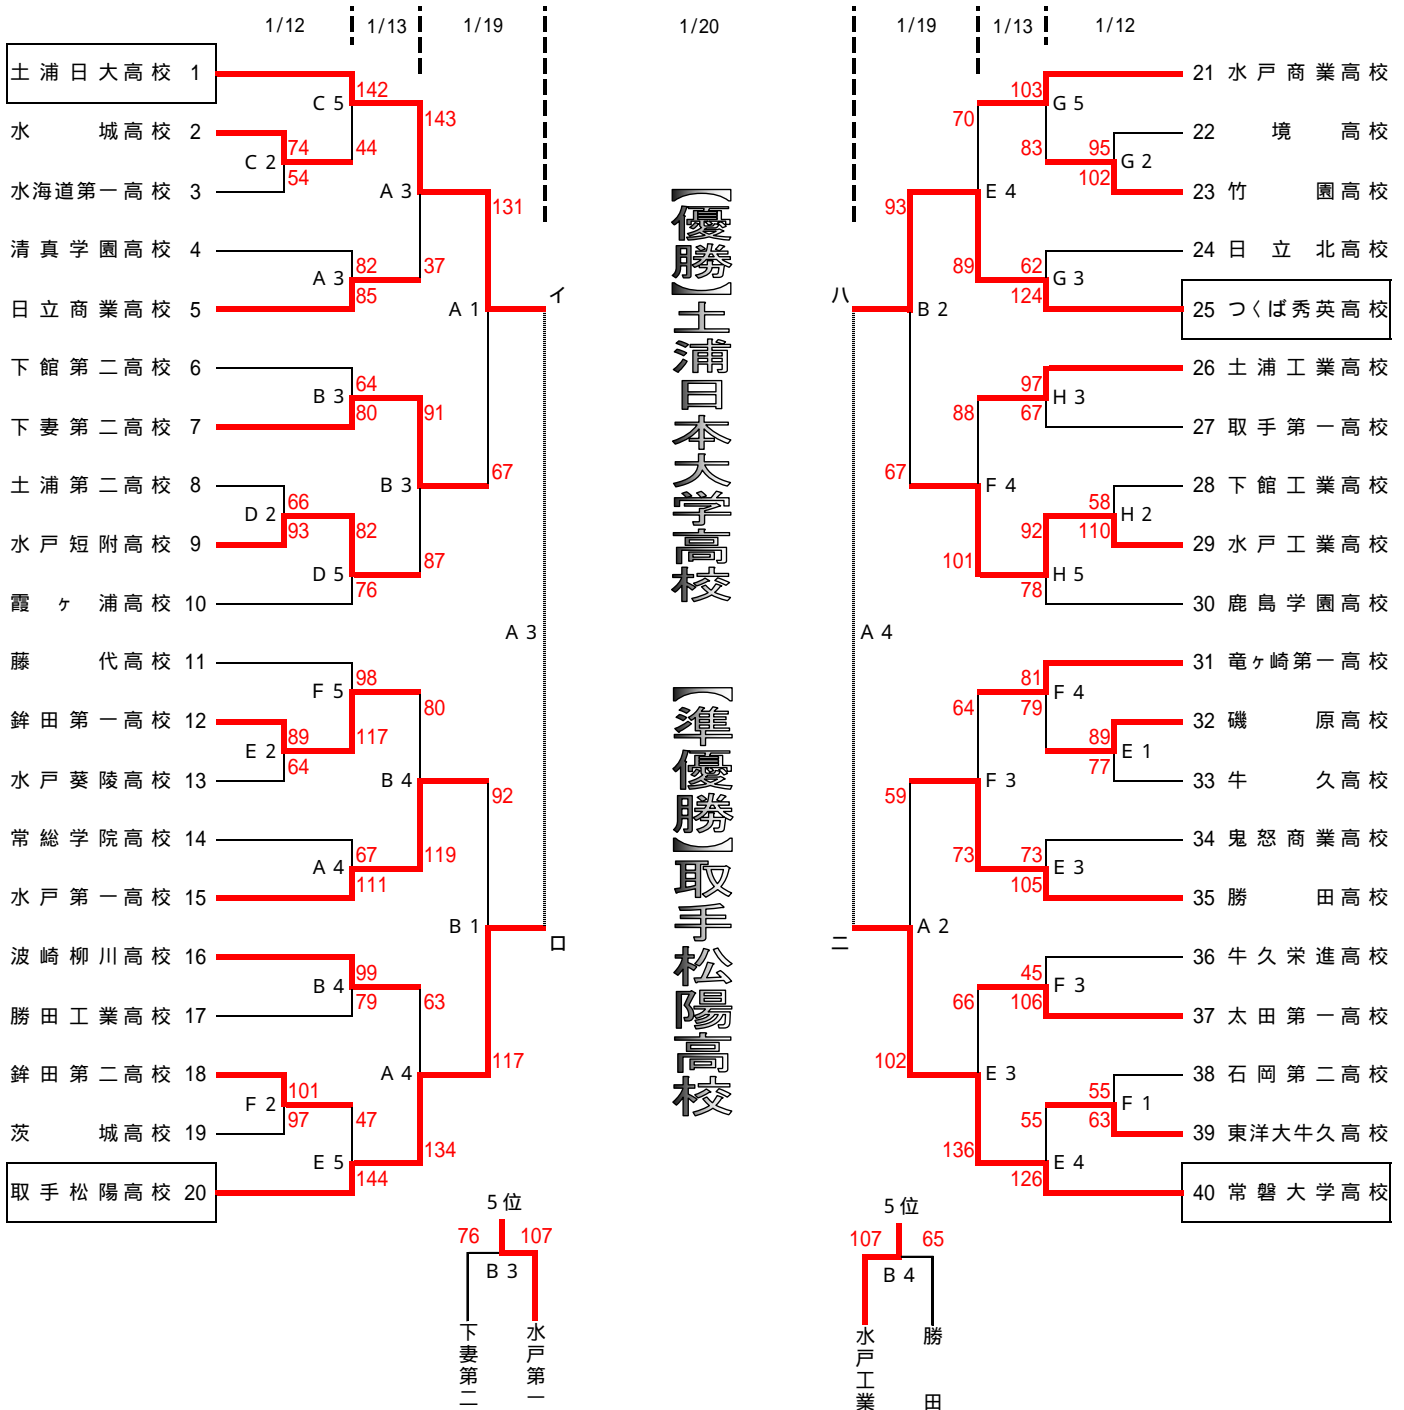 1/12 1/13 1/19 1/20 1/19 1/13 1/12
土浦日大高校 1
142
C 5
143
水 城高校 2
74
44
C 2
54
水海道第一高校 3
A 3
131
清真学園高校 4
82
37
A 3
85
日立商業高校 5
A 1
イ
下館第二高校 6
64
B 3
80
91
下妻第二高校 7
67
土浦第二高校 8
B 3
66
D 2
93
82
水戸短附高校 9
87
D 5
76
霞ヶ浦高校 10
A 3
藤 代高校 11
98
F 5
80
鉾田第一高校 12
89
117
E 2
64
水戸葵陵高校 13
B 4
92
常総学院高校 14
67
119
A 4
111
水戸第一高校 15
B 1
ロ
波崎柳川高校 16
99
B 4
79
63
勝田工業高校 17
117
鉾田第二高校 18
A 4
101
F 2
97
47
茨 城高校 19
134
E 5
144
取手松陽高校 20
【優勝】土浦日本大学高校
【準優勝】取手松陽高校
21 水戸商業高校
103
G 5
70
22 境 高校
95
83
G 2
102
23 竹 園高校
E 4
93
24 日立北高校
62
89
G 3
124
25 つくば秀英高校
B 2
ハ
26 土浦工業高校
97
H 3
67
88
27 取手第一高校
67
28 下館工業高校
F 4
58
H 2
110
92
29 水戸工業高校
101
H 5
78
30 鹿島学園高校
A 4
31 竜ヶ崎第一高校
81
F 4
79
64
32 磯 原高校
89
E 1
77
33 牛 久高校
F 3
59
34 鬼怒商業高校
73
73
E 3
105
35 勝 田高校
A 2
ニ
36 牛久栄進高校
45
F 3
106
66
37 太田第一高校
102
38 石岡第二高校
E 3
55
F 1
63
55
39 東洋大牛久高校
136
E 4
126
40 常磐大学高校
5位
76 107
B 3
下妻第二
水戸第一
5位
107 65
B 4
水戸工業
勝 田